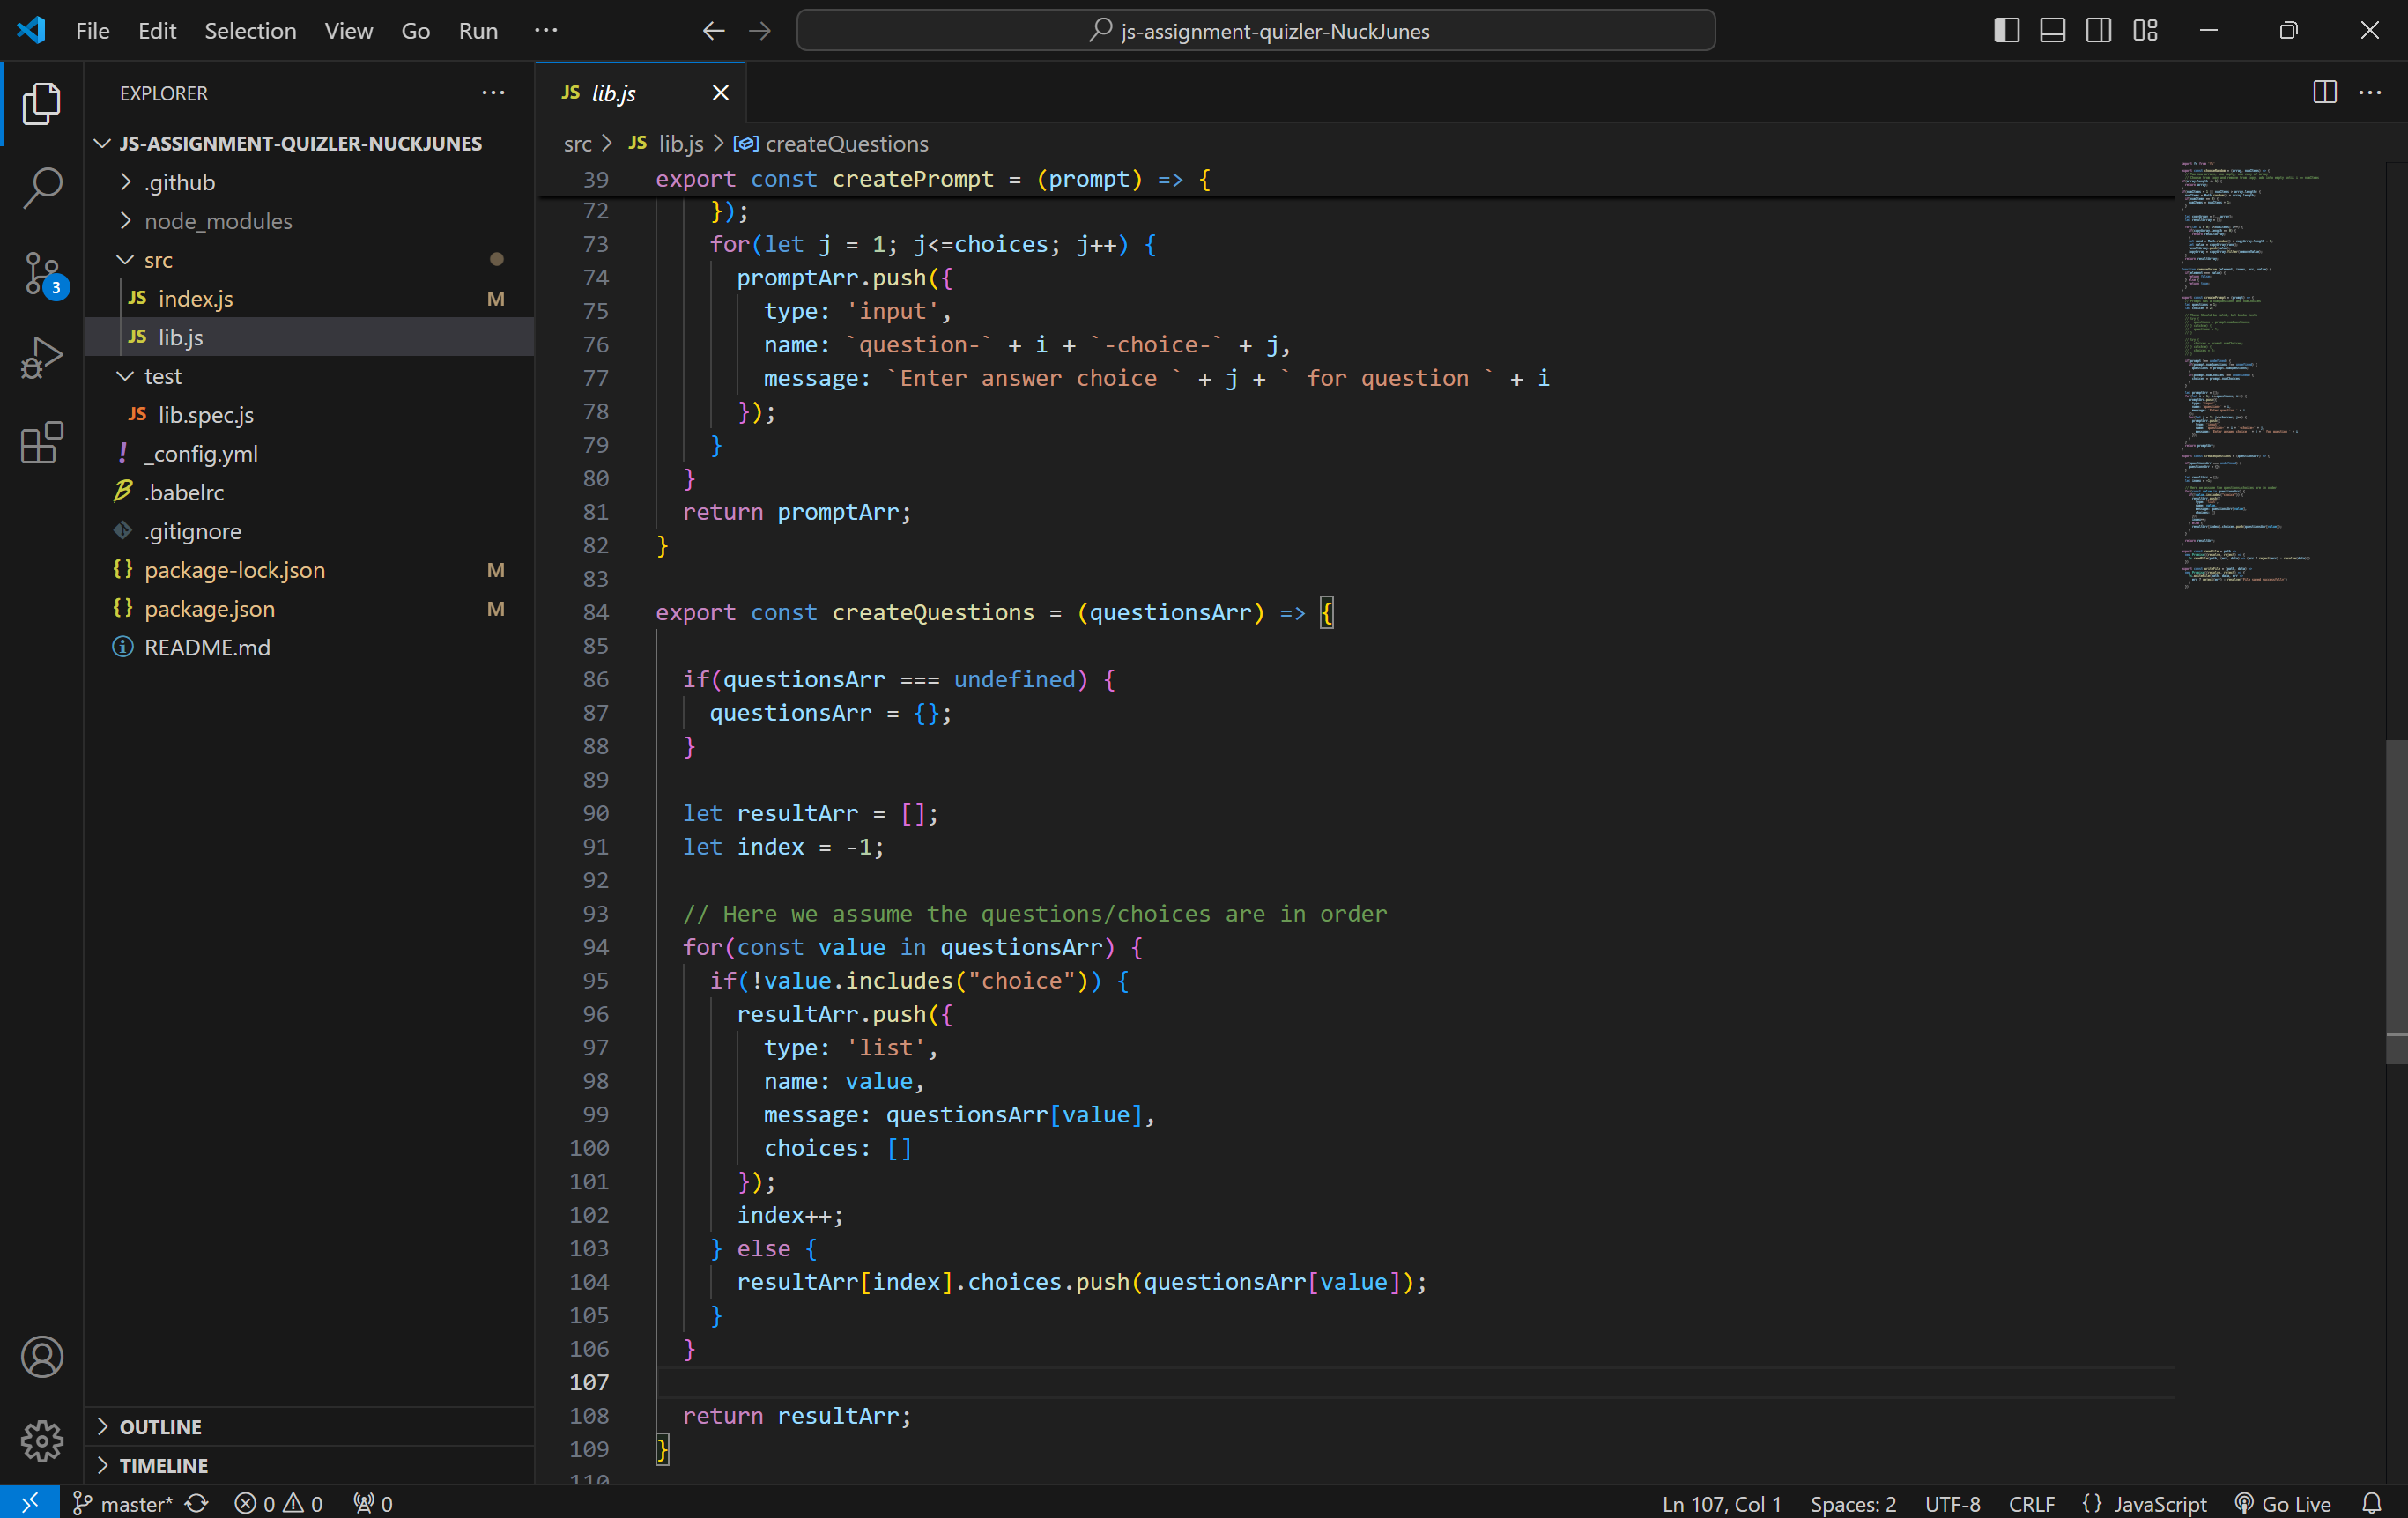 File Edit Selection View Go Run ···
js-assignment-quizler-NuckJunes
EXPLORER
JS-ASSIGNMENT-QUIZLER-NUCKJUNES
.github
node_modules
src
JS index.js M
JS lib.js
test
JS lib.spec.js
! _config.yml
.babelrc
.gitignore
{} package-lock.json M
{} package.json M
README.md
OUTLINE
TIMELINE
3
JS lib.js
src > JS lib.js > createQuestions
39 export const createPrompt = (prompt) => {
72 });
73 for(let j = 1; j<=choices; j++) {
74 promptArr.push({
75 type: 'input',
76 name: `question-` + i + `-choice-` + j,
77 message: `Enter answer choice ` + j + ` for question ` + i
78 });
79 }
80 }
81 return promptArr;
82 }
83
84 export const createQuestions = (questionsArr) => {
85
86 if(questionsArr === undefined) {
87 questionsArr = {};
88 }
89
90 let resultArr = [];
91 let index = -1;
92
93 // Here we assume the questions/choices are in order
94 for(const value in questionsArr) {
95 if(!value.includes("choice")) {
96 resultArr.push({
97 type: 'list',
98 name: value,
99 message: questionsArr[value],
100 choices: []
101 });
102 index++;
103 } else {
104 resultArr[index].choices.push(questionsArr[value]);
105 }
106 }
107
108 return resultArr;
109 }
110
master* 0 0 0
Ln 107, Col 1 Spaces: 2 UTF-8 CRLF {} JavaScript Go Live